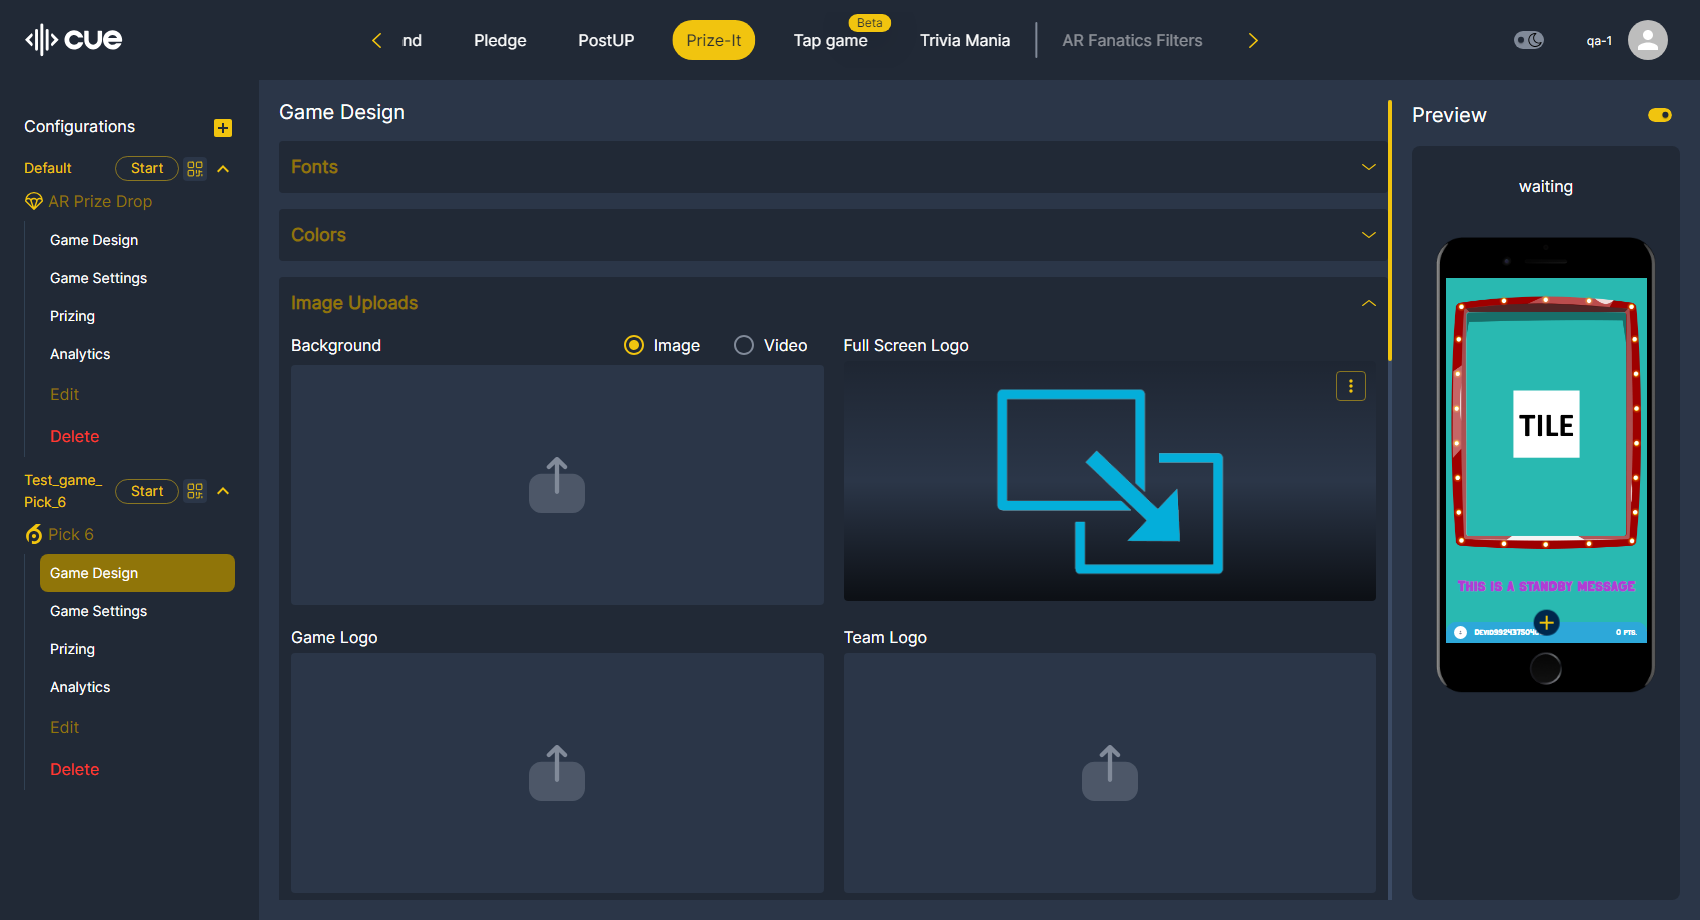 cue
nd
Pledge
PostUP
Prize-It
Beta
Tap game
Trivia Mania
AR Fanatics Filters
qa-1
Configurations
Default
Start
AR Prize Drop
Game Design
Game Settings
Prizing
Analytics
Edit
Delete
Test_game_
Pick_6
Start
Pick 6
Game Design
Game Settings
Prizing
Analytics
Edit
Delete
Game Design
Fonts
Colors
Image Uploads
Background
Image
Video
Full Screen Logo
Game Logo
Team Logo
Preview
waiting
TILE
THIS IS A STANDBY MESSAGE
0 PTS.